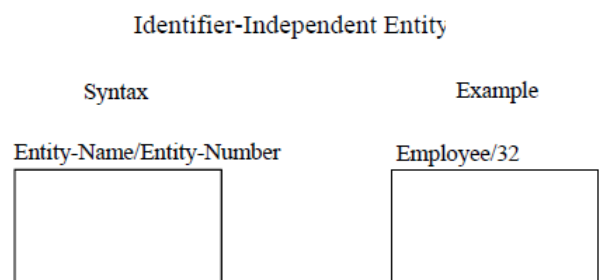 Identifier-Independent Entity
Syntax
Example
Entity-Name/Entity-Number
Employee/32